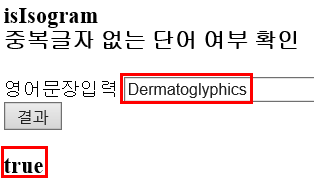 isIsogram
중복글자 없는 단어 여부 확인
영어문장입력 Dermatoglyphics
결과
true